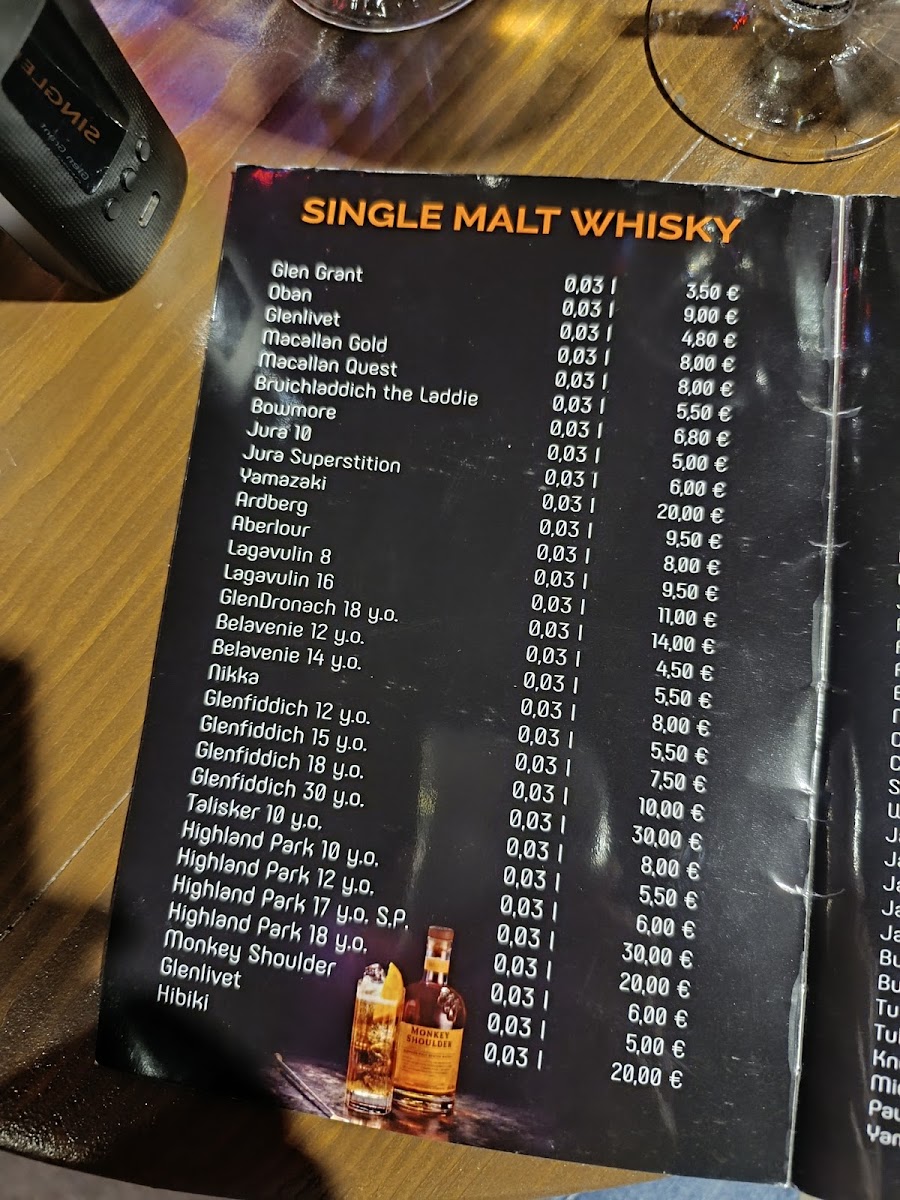 SINGLE MALT WHISKY
Glen Grant 0,03 l 3,50 €
Oban 0,03 l 9,00 €
Glenlivet 0,03 l 4,80 €
Macallan Gold 0,03 l 8,00 €
Macallan Quest 0,03 l 8,00 €
Bruichladdich the Laddie 0,03 l 5,50 €
Bowmore 0,03 l 6,80 €
Jura 10 0,03 l 5,00 €
Jura Superstition 0,03 l 6,00 €
Yamazaki 0,03 l 20,00 €
Ardberg 0,03 l 9,50 €
Aberlour 0,03 l 8,00 €
Lagavulin 8 0,03 l 9,50 €
Lagavulin 16 0,03 l 11,00 €
GlenDronach 18 y.o. 0,03 l 14,00 €
Belavenie 12 y.o. 0,03 l 4,50 €
Belavenie 14 y.o. 0,03 l 5,50 €
Nikka 0,03 l 8,00 €
Glenfiddich 12 y.o. 0,03 l 5,50 €
Glenfiddich 15 y.o. 0,03 l 7,50 €
Glenfiddich 18 y.o. 0,03 l 10,00 €
Glenfiddich 30 y.o. 0,03 l 30,00 €
Talisker 10 y.o. 0,03 l 8,00 €
Highland Park 10 y.o. 0,03 l 5,50 €
Highland Park 12 y.o. 0,03 l 6,00 €
Highland Park 17 y.o. S.P. 0,03 l 30,00 €
Highland Park 18 y.o. 0,03 l 20,00 €
Monkey Shoulder 0,03 l 6,00 €
Glenlivet 0,03 l 5,00 €
Hibiki 0,03 l 20,00 €
MONKEY
SHOULDER